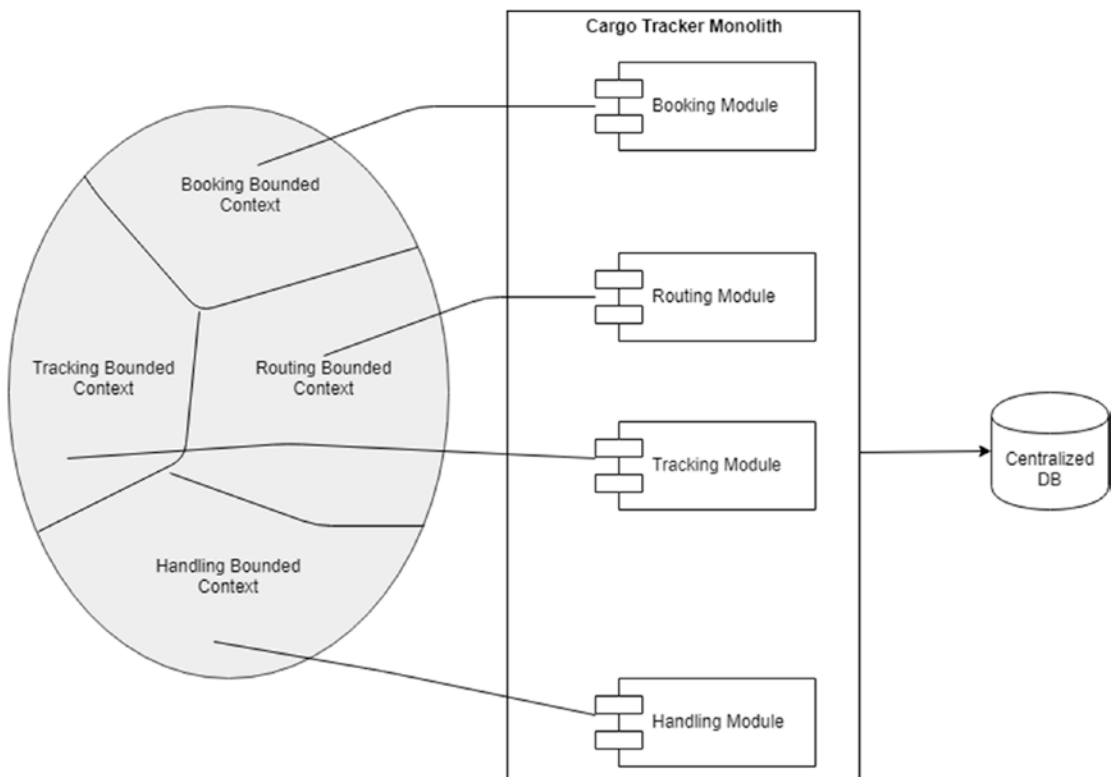 Cargo Tracker Monolith
Booking Module
Booking Bounded
Context
Routing Module
Tracking Bounded
Context
Routing Bounded
Context
Tracking Module
Centralized
DB
Handling Bounded
Context
Handling Module